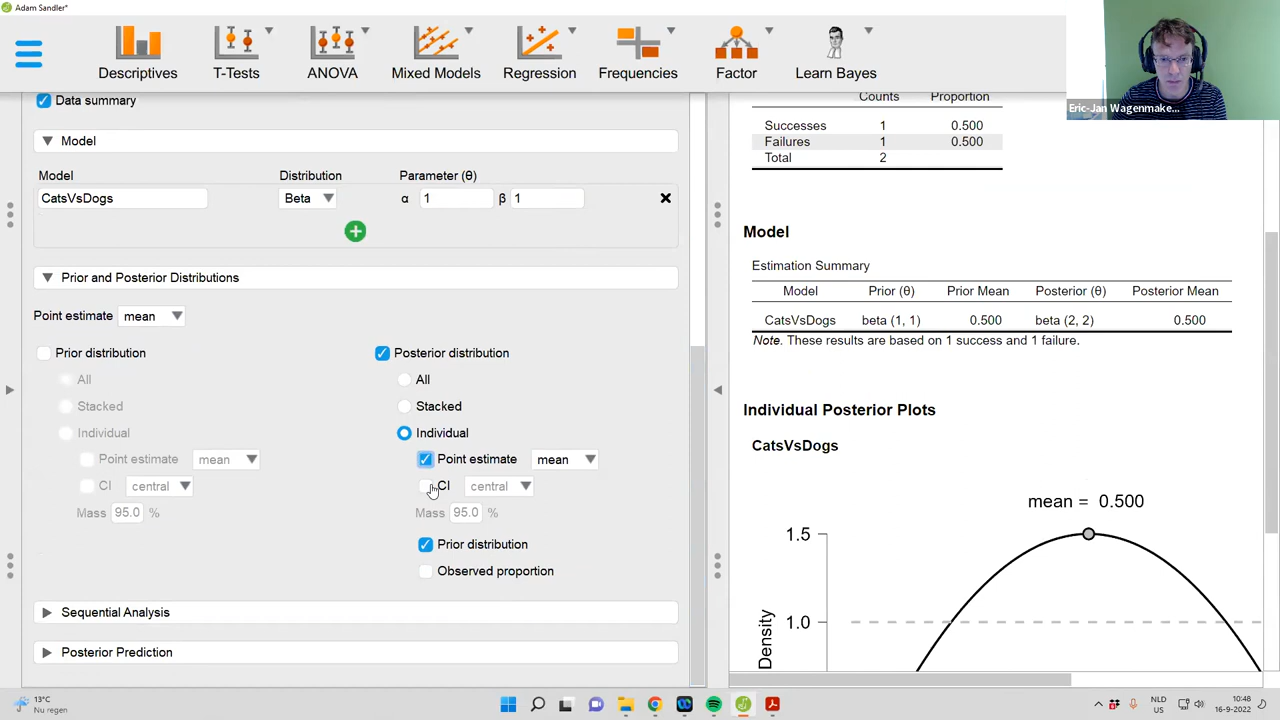 Adam Sandler*
Descriptives T-Tests ANOVA Mixed Models Regression Frequencies Factor Learn Bayes
Eric-Jan Wagenmake...
Data summary
Model
Model Distribution Parameter (θ)
CatsVsDogs Beta α 1 β 1
Prior and Posterior Distributions
Point estimate mean
Prior distribution
All
Stacked
Individual
Point estimate mean
CI central
Mass 95.0 %
Posterior distribution
All
Stacked
Individual
Point estimate mean
CI central
Mass 95.0 %
Prior distribution
Observed proportion
Sequential Analysis
Posterior Prediction
Counts Proportion
Successes 1 0.500
Failures 1 0.500
Total 2
Model
Estimation Summary
Model Prior (θ) Prior Mean Posterior (θ) Posterior Mean
CatsVsDogs beta (1, 1) 0.500 beta (2, 2) 0.500
Note. These results are based on 1 success and 1 failure.
Individual Posterior Plots
CatsVsDogs
mean = 0.500
1.5
1.0
Density
13°C
Nu regen
NLD
US
10:48
16-9-2022